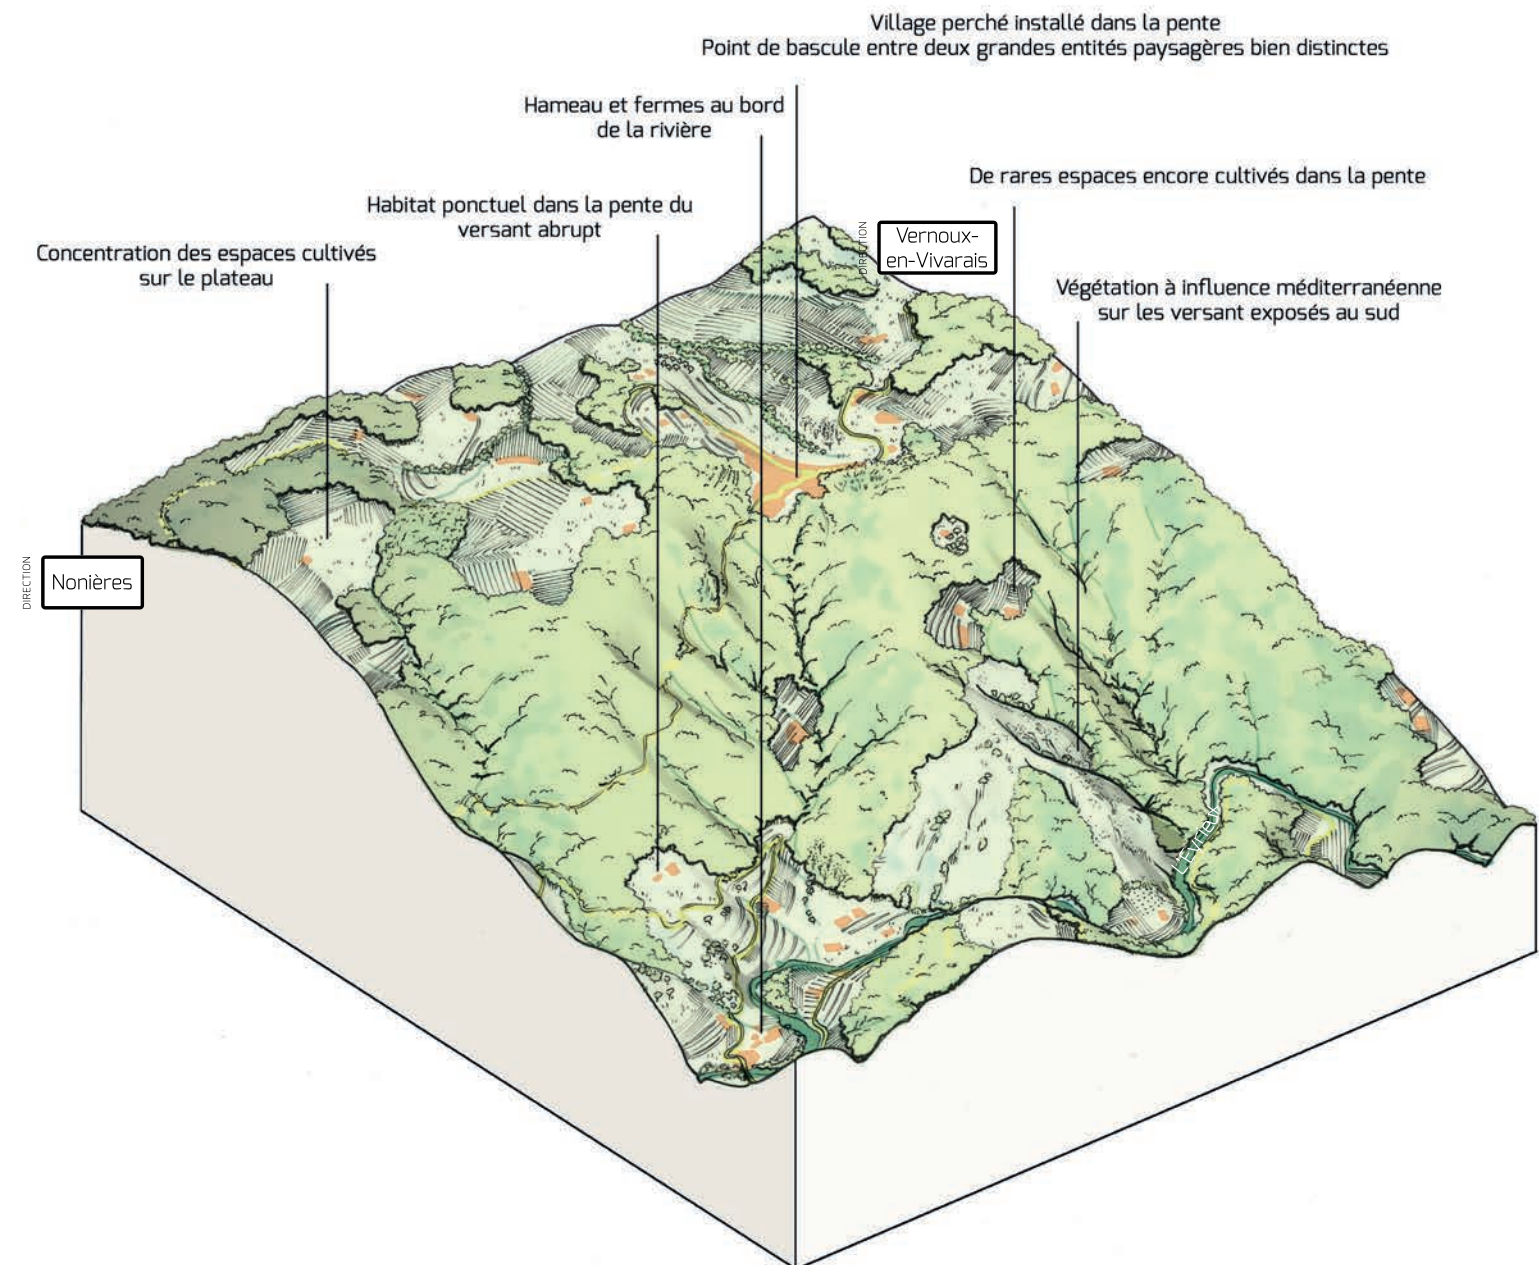 Village perché installé dans la pente
Point de bascule entre deux grandes entités paysagères bien distinctes
Hameau et fermes au bord
de la rivière
De rares espaces encore cultivés dans la pente
Habitat ponctuel dans la pente du
versant abrupt
DIRECTION
Vernoux-
en-Vivarais
Concentration des espaces cultivés
sur le plateau
Végétation à influence méditerranéenne
sur les versant exposés au sud
DIRECTION
Nonières
L'Eyrieux